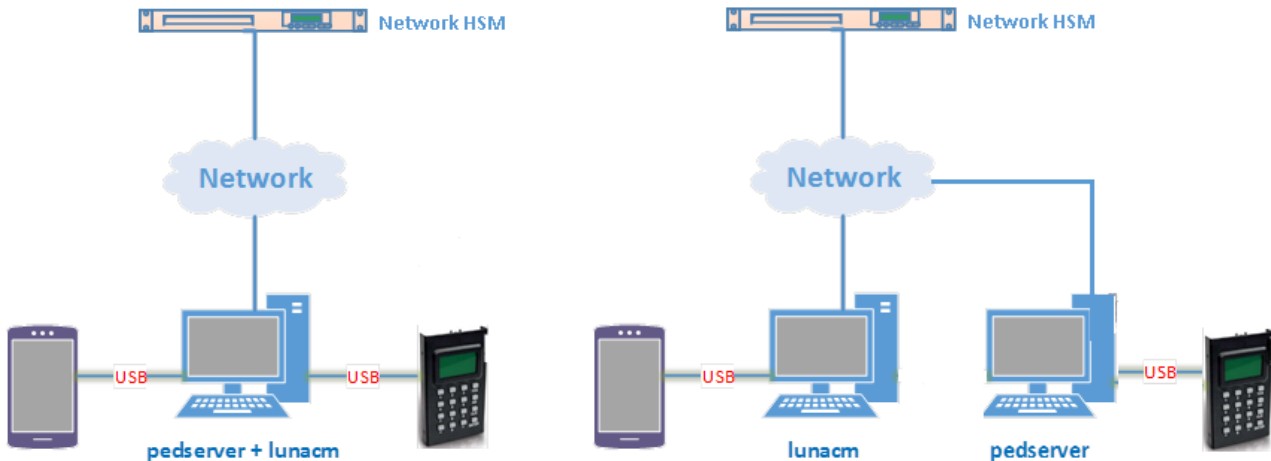 Network HSM
Network HSM
Network
Network
USB
USB
USB
USB
pedserver + lunacm
lunacm
pedserver